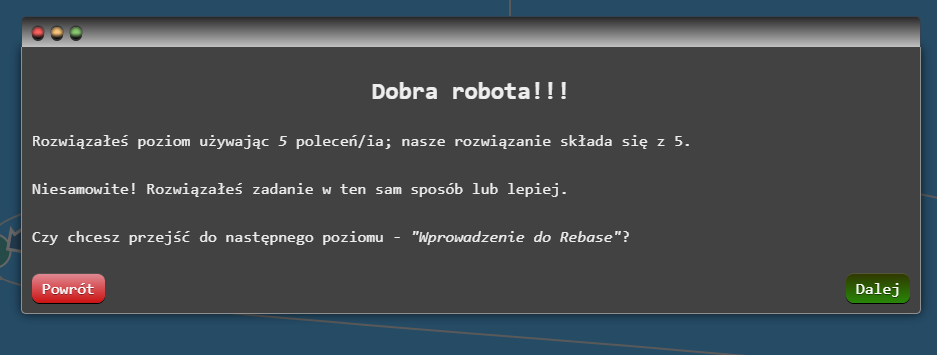 Dobra robota!!!
Rozwiązałeś poziom używając 5 poleceń/ia; nasze rozwiązanie składa się z 5.
Niesamowite! Rozwiązałeś zadanie w ten sam sposób lub lepiej.
Czy chcesz przejść do następnego poziomu - "Wprowadzenie do Rebase"?
Powrót
Dalej